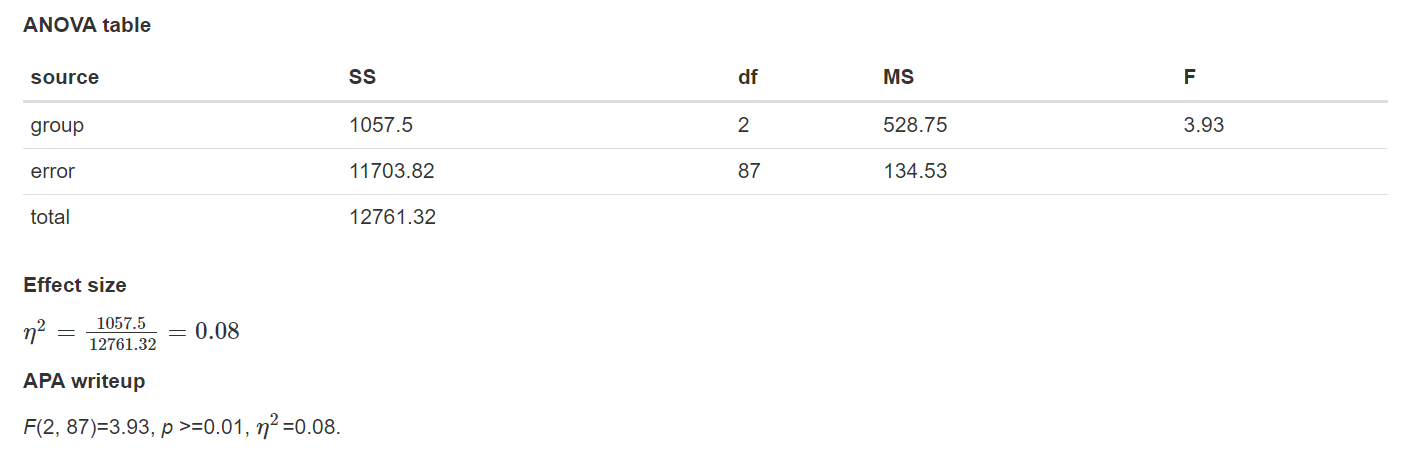 ANOVA table
source SS df MS F
group 1057.5 2 528.75 3.93
error 11703.82 87 134.53
total 12761.32
Effect size
η² = 1057.5/12761.32 = 0.08
APA writeup
F(2, 87)=3.93, p >=0.01, η² =0.08.